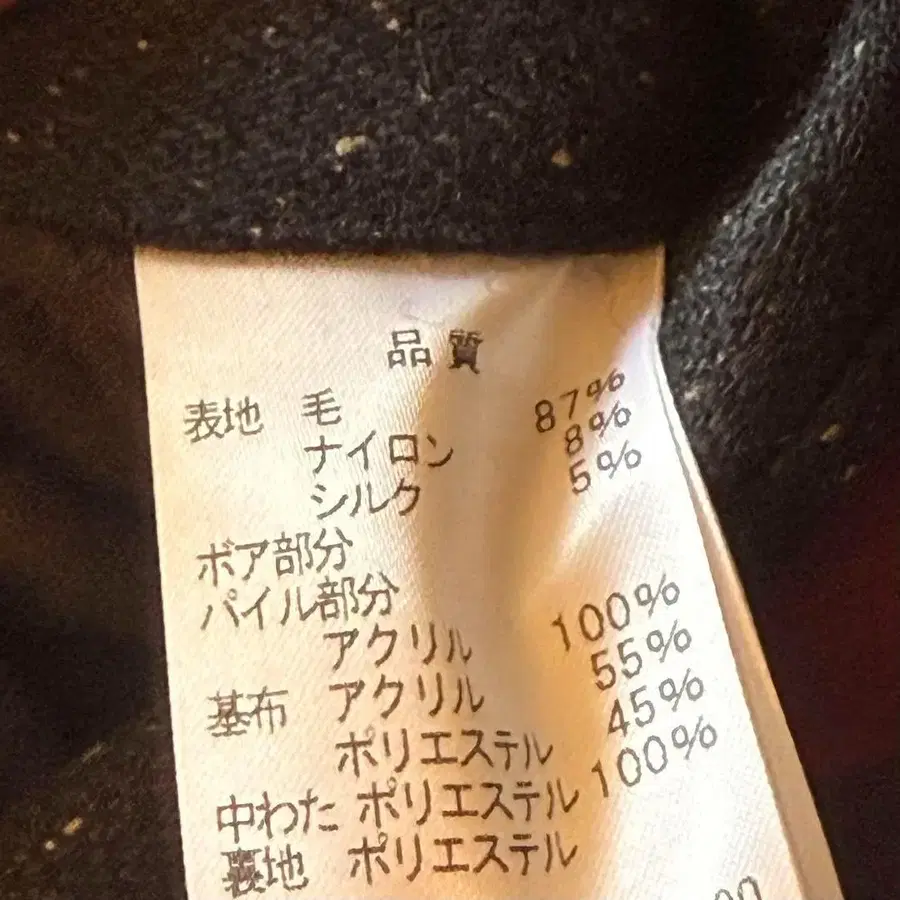 品質
表地 毛 87%
ナイロン 8%
シルク 5%
ボア部分
パイル部分
アクリル 100%
基布 アクリル 55%
ポリエステル 45%
中わた ポリエステル 100%
裏地 ポリエステル